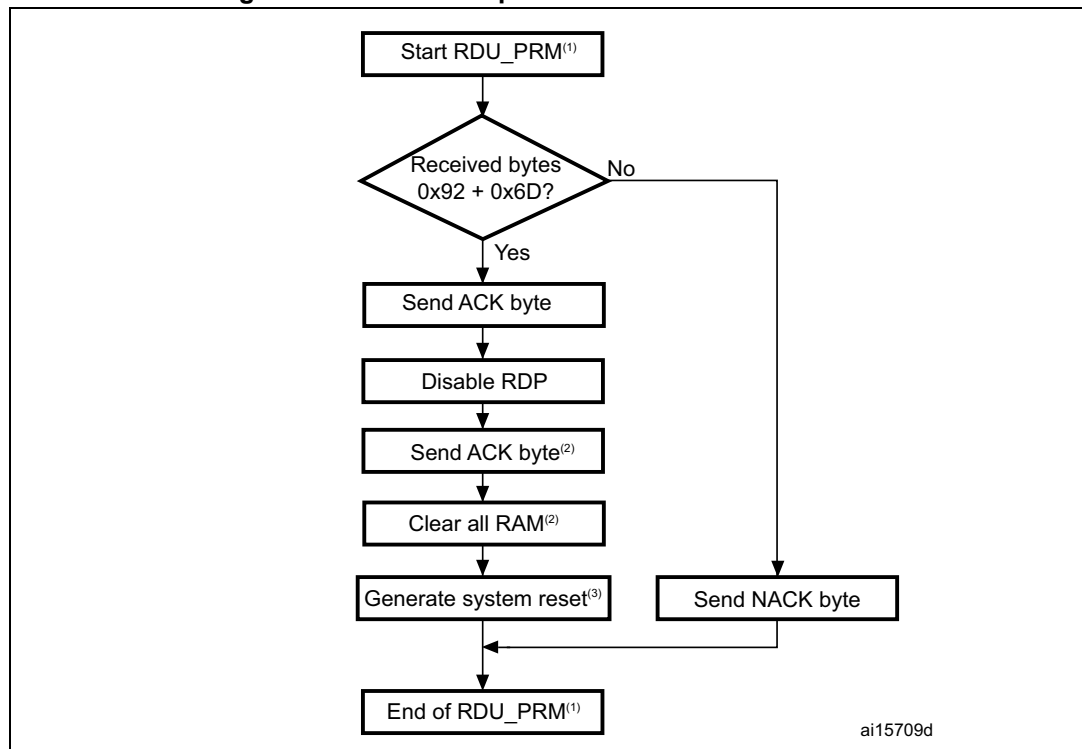 Start RDU_PRM(1)
Received bytes
0x92 + 0x6D?
No
Yes
Send ACK byte
Disable RDP
Send ACK byte(2)
Clear all RAM(2)
Generate system reset(3)
Send NACK byte
End of RDU_PRM(1)
ai15709d